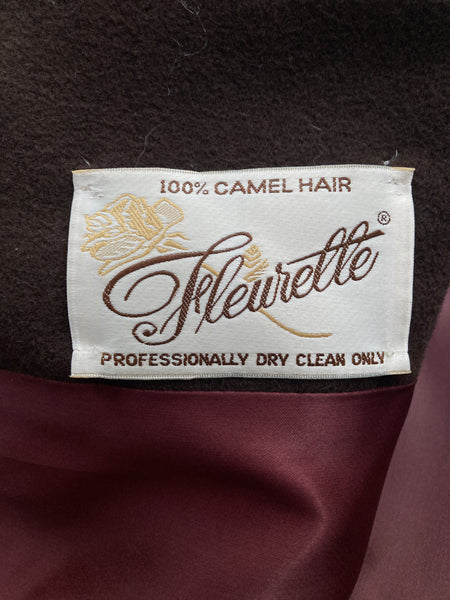 100% CAMEL HAIR
Fleurette®
PROFESSIONALLY DRY CLEAN ONLY